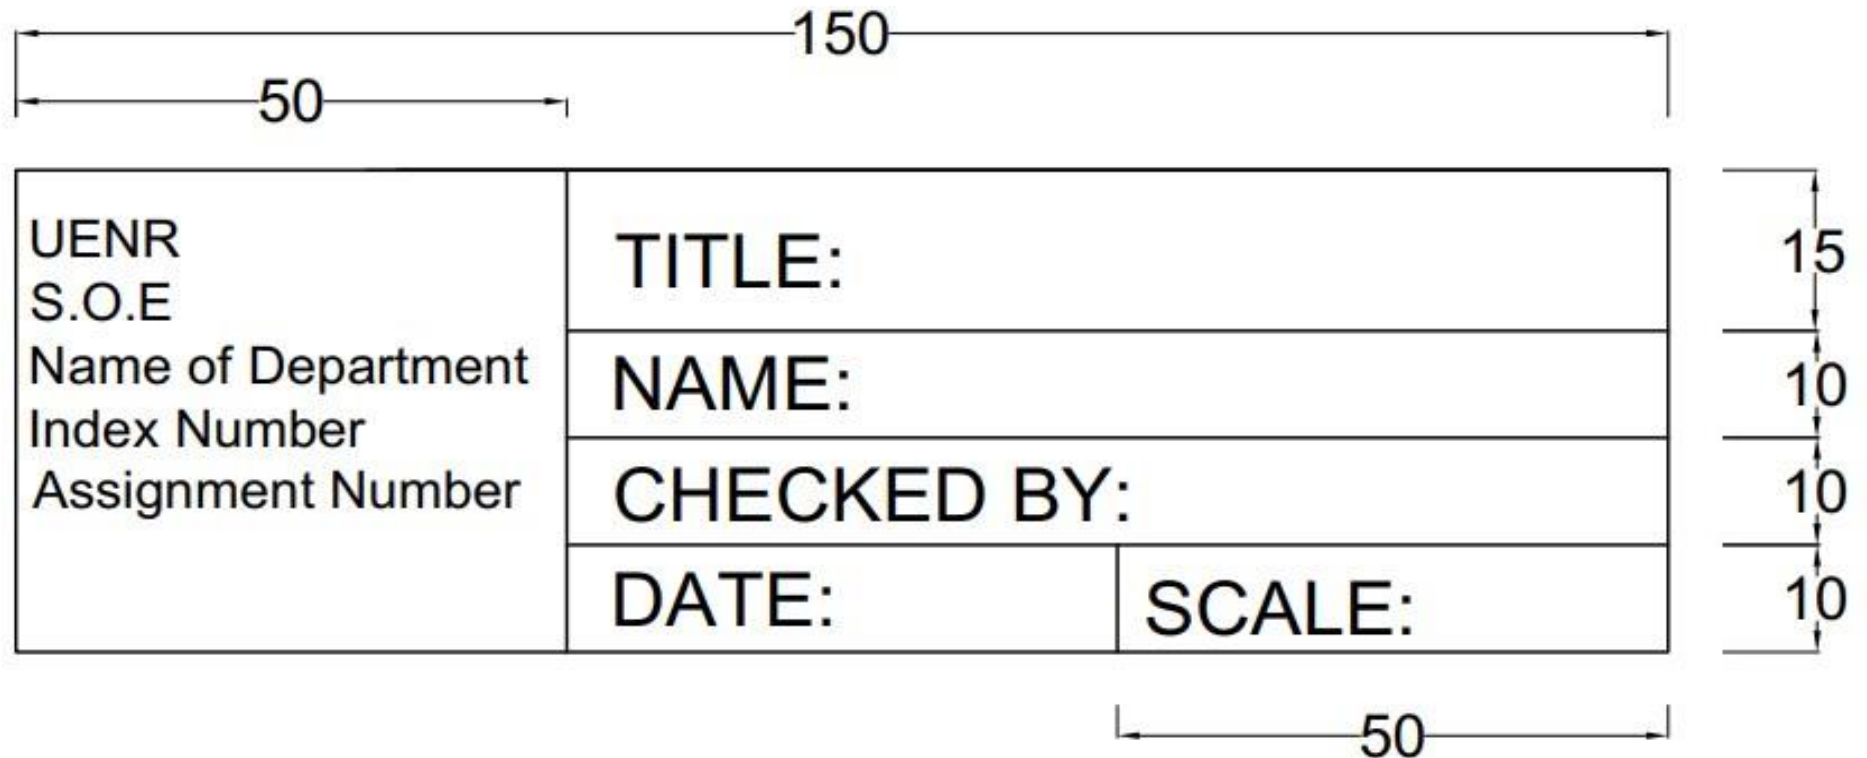 150
50
UENR
S.O.E
Name of Department
Index Number
Assignment Number
TITLE:
15
NAME:
10
CHECKED BY:
10
DATE:
SCALE:
10
50